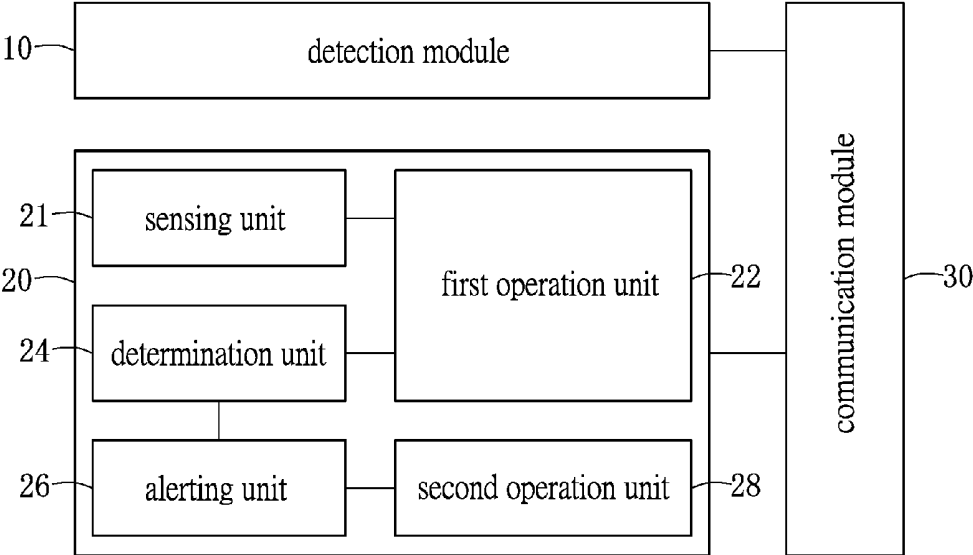 10
detection module
21
sensing unit
20
first operation unit
22
24
determination unit
26
alerting unit
second operation unit
28
communication module
30